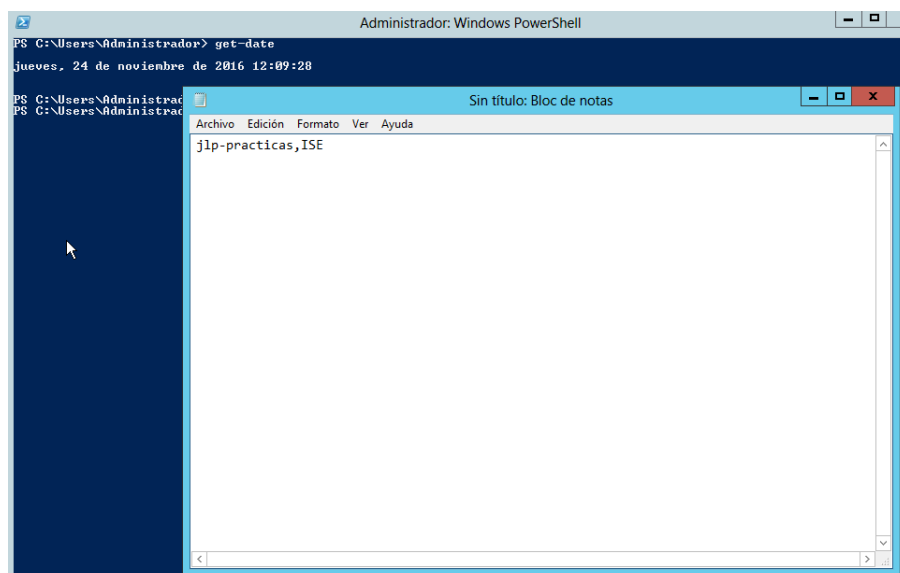 Administrador: Windows PowerShell
PS C:\Users\Administrador> get-date
jueves, 24 de noviembre de 2016 12:09:28
PS C:\Users\Administrad
PS C:\Users\Administrad
Sin título: Bloc de notas
Archivo Edición Formato Ver Ayuda
jlp-practicas,ISE